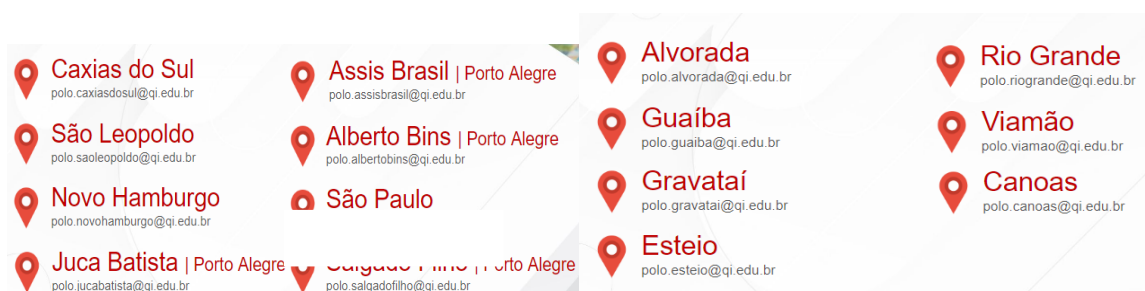 Caxias do Sul
polo.caxiasdosul@qi.edu.br
São Leopoldo
polo.saoleopoldo@qi.edu.br
Novo Hamburgo
polo.novohamburgo@qi.edu.br
Juca Batista | Porto Alegre
polo.jucabatista@qi.edu.br
Assis Brasil | Porto Alegre
polo.assisbrasil@qi.edu.br
Alberto Bins | Porto Alegre
polo.albertobins@qi.edu.br
São Paulo
Salgado Filho | Porto Alegre
polo.salgadofilho@qi.edu.br
Alvorada
polo.alvorada@qi.edu.br
Guaíba
polo.guaiba@qi.edu.br
Gravataí
polo.gravatai@qi.edu.br
Esteio
polo.esteio@qi.edu.br
Rio Grande
polo.riogrande@qi.edu.br
Viamão
polo.viamao@qi.edu.br
Canoas
polo.canoas@qi.edu.br